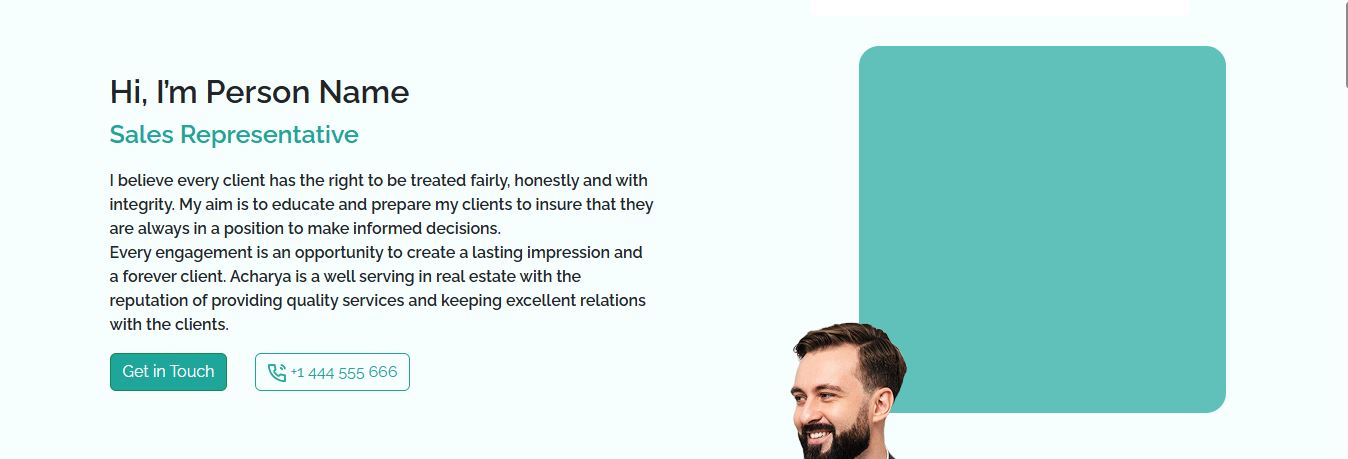 Hi, I'm Person Name
Sales Representative
I believe every client has the right to be treated fairly, honestly and with
integrity. My aim is to educate and prepare my clients to insure that they
are always in a position to make informed decisions.
Every engagement is an opportunity to create a lasting impression and
a forever client. Acharya is a well serving in real estate with the
reputation of providing quality services and keeping excellent relations
with the clients.
Get in Touch
+1 444 555 666